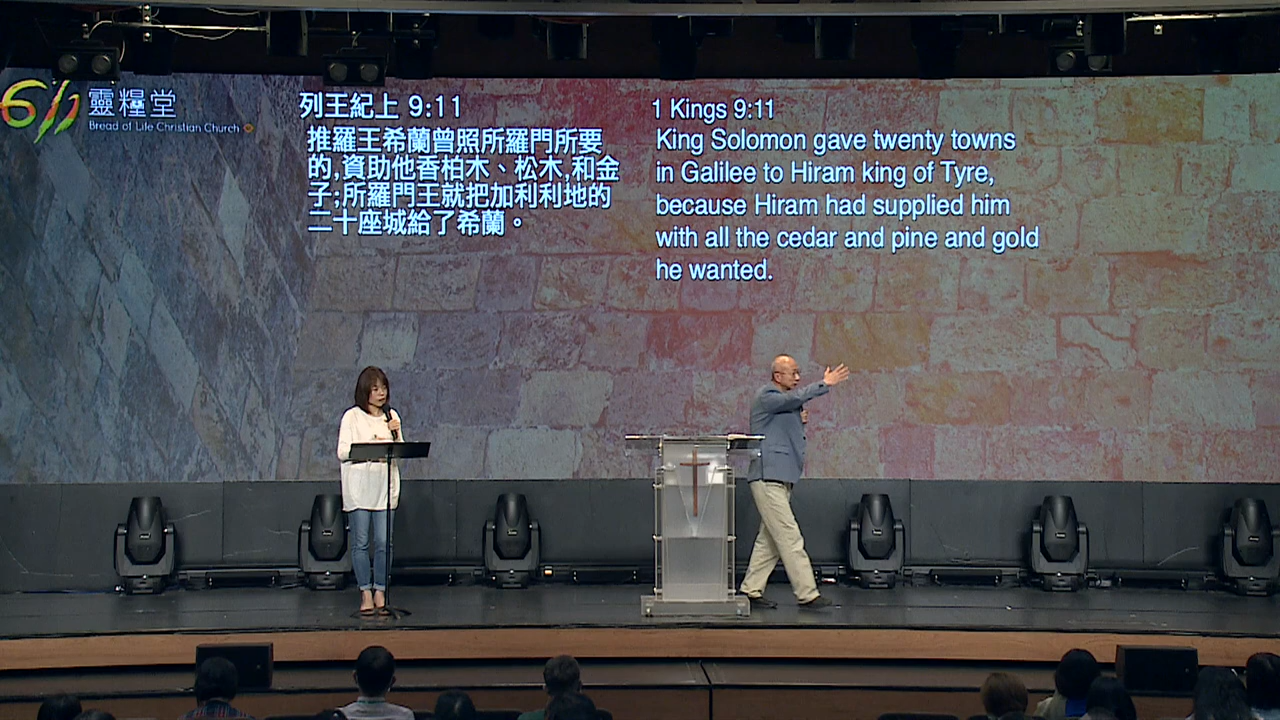 611 靈糧堂
Bread of Life Christian Church
列王紀上 9:11
推羅王希蘭曾照所羅門所要
的,資助他香柏木、松木,和金
子;所羅門王就把加利利地的
二十座城給了希蘭。
1 Kings 9:11
King Solomon gave twenty towns
in Galilee to Hiram king of Tyre,
because Hiram had supplied him
with all the cedar and pine and gold
he wanted.